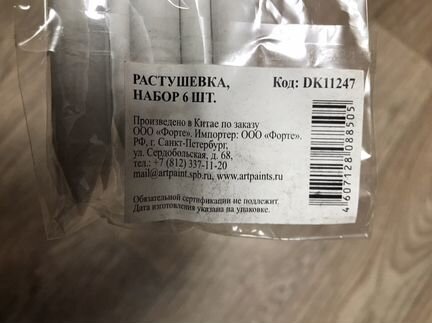 РАСТУШЕВКА, Код: DK11247
НАБОР 6 ШТ.
Произведено в Китае по заказу
ООО «Форте». Импортер: ООО «Форте».
РФ, г. Санкт-Петербург,
ул. Сердобольская, д. 68,
тел.: +7 (812) 337-11-20
mail@artpaint.spb.ru, www.artpaints.ru
Обязательной сертификации не подлежит.
Дата изготовления указана на упаковке.
4607128088505